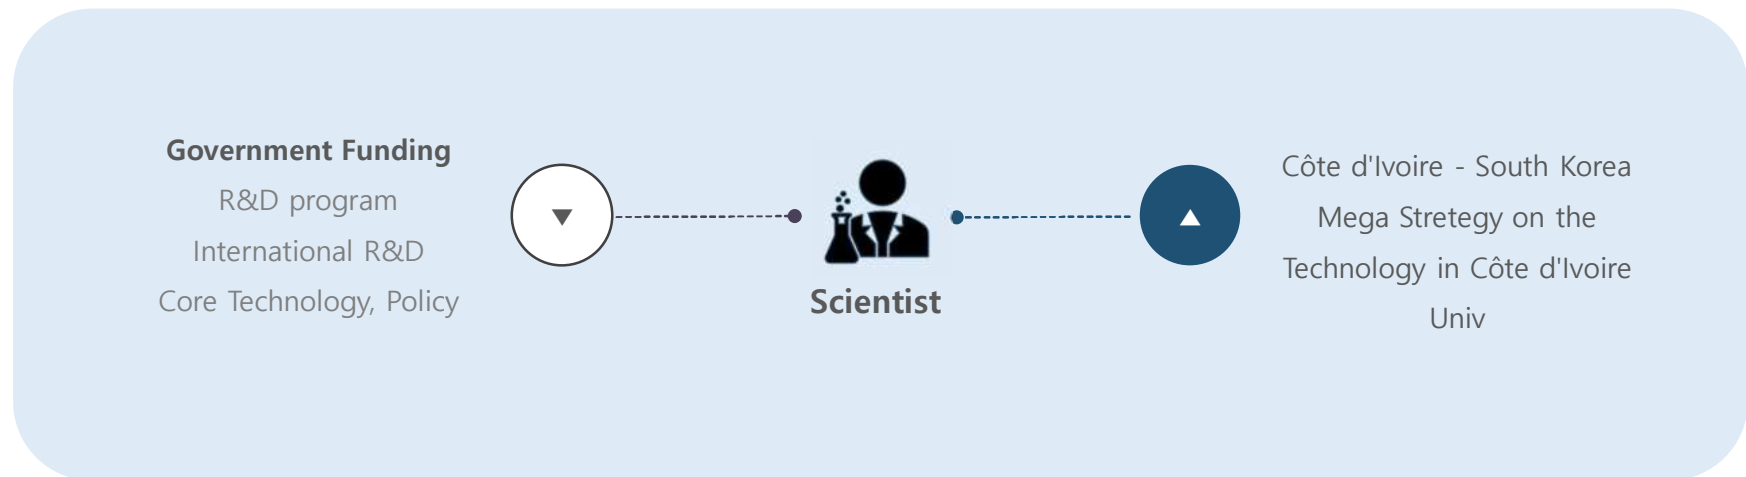 Government Funding
R&D program
International R&D
Core Technology, Policy
Scientist
Côte d'Ivoire - South Korea
Mega Stretegy on the
Technology in Côte d'Ivoire
Univ